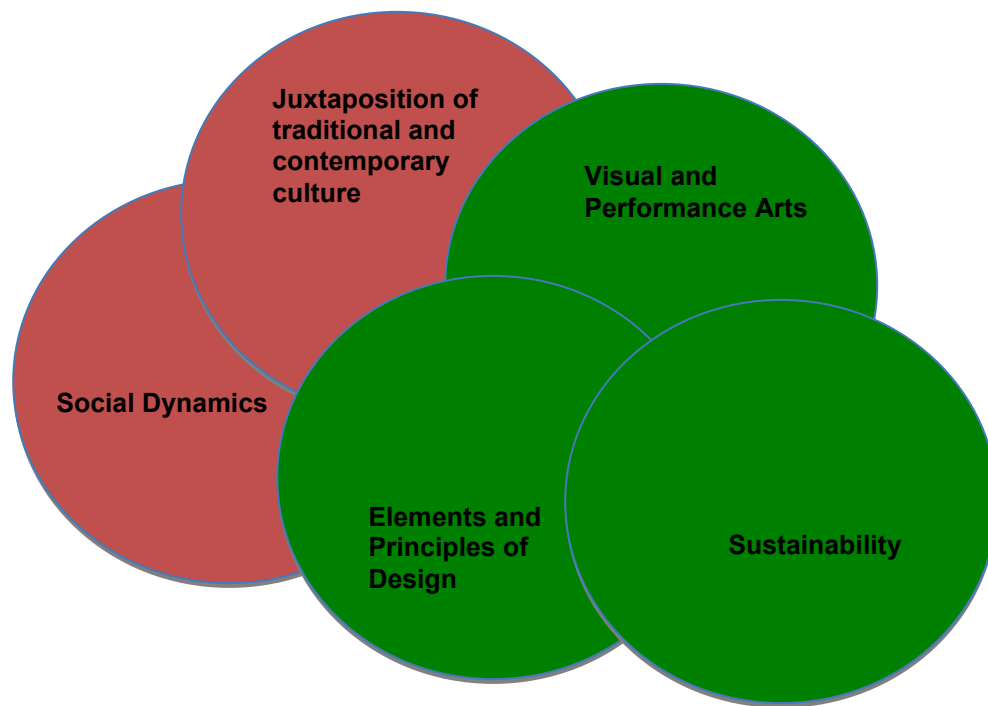 Juxtaposition of
traditional and
contemporary
culture
Visual and
Performance Arts
Social Dynamics
Elements and
Principles of
Design
Sustainability